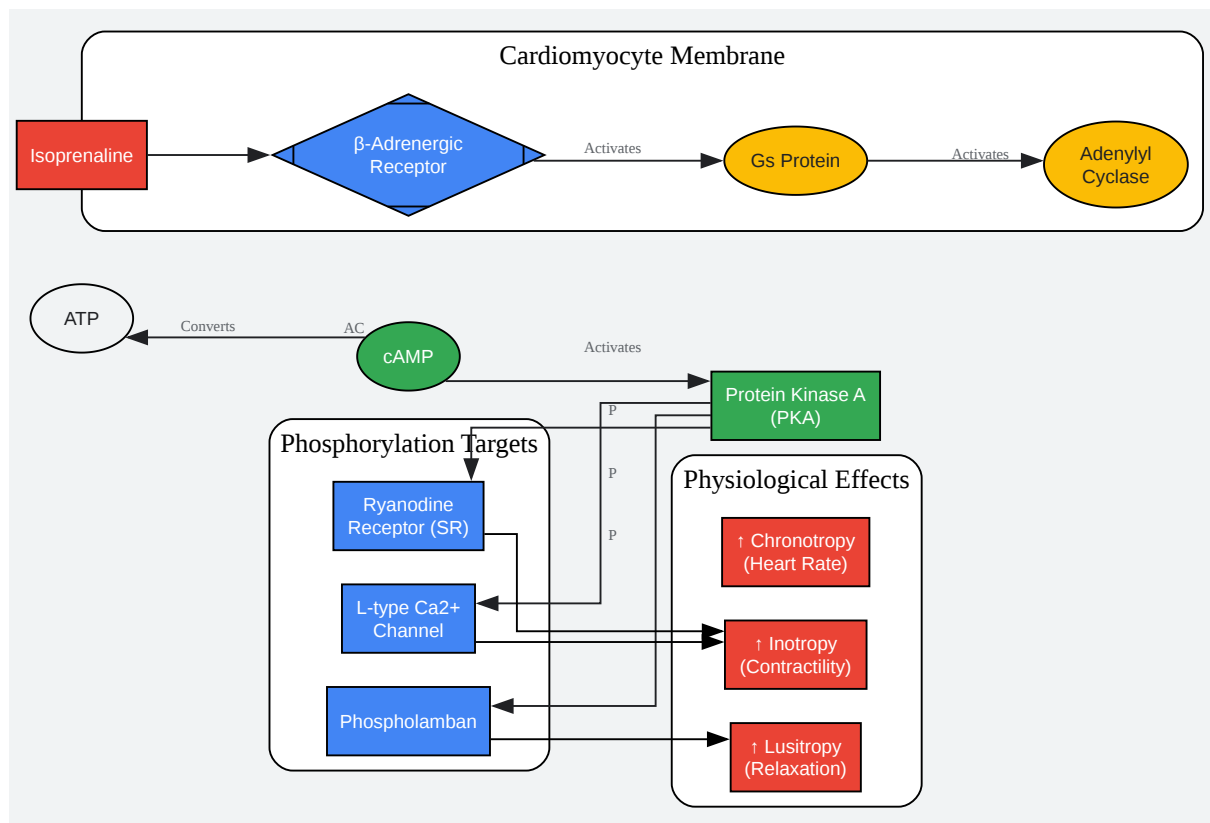 Cardiomyocyte Membrane
Isoprenaline
β-Adrenergic
Receptor
Activates
Gs Protein
Activates
Adenylyl
Cyclase
ATP
Converts
AC
cAMP
Activates
Protein Kinase A
(PKA)
P
P
P
Phosphorylation Targets
Ryanodine
Receptor (SR)
L-type Ca2+
Channel
Phospholamban
Physiological Effects
↑ Chronotropy
(Heart Rate)
↑ Inotropy
(Contractility)
↑ Lusitropy
(Relaxation)